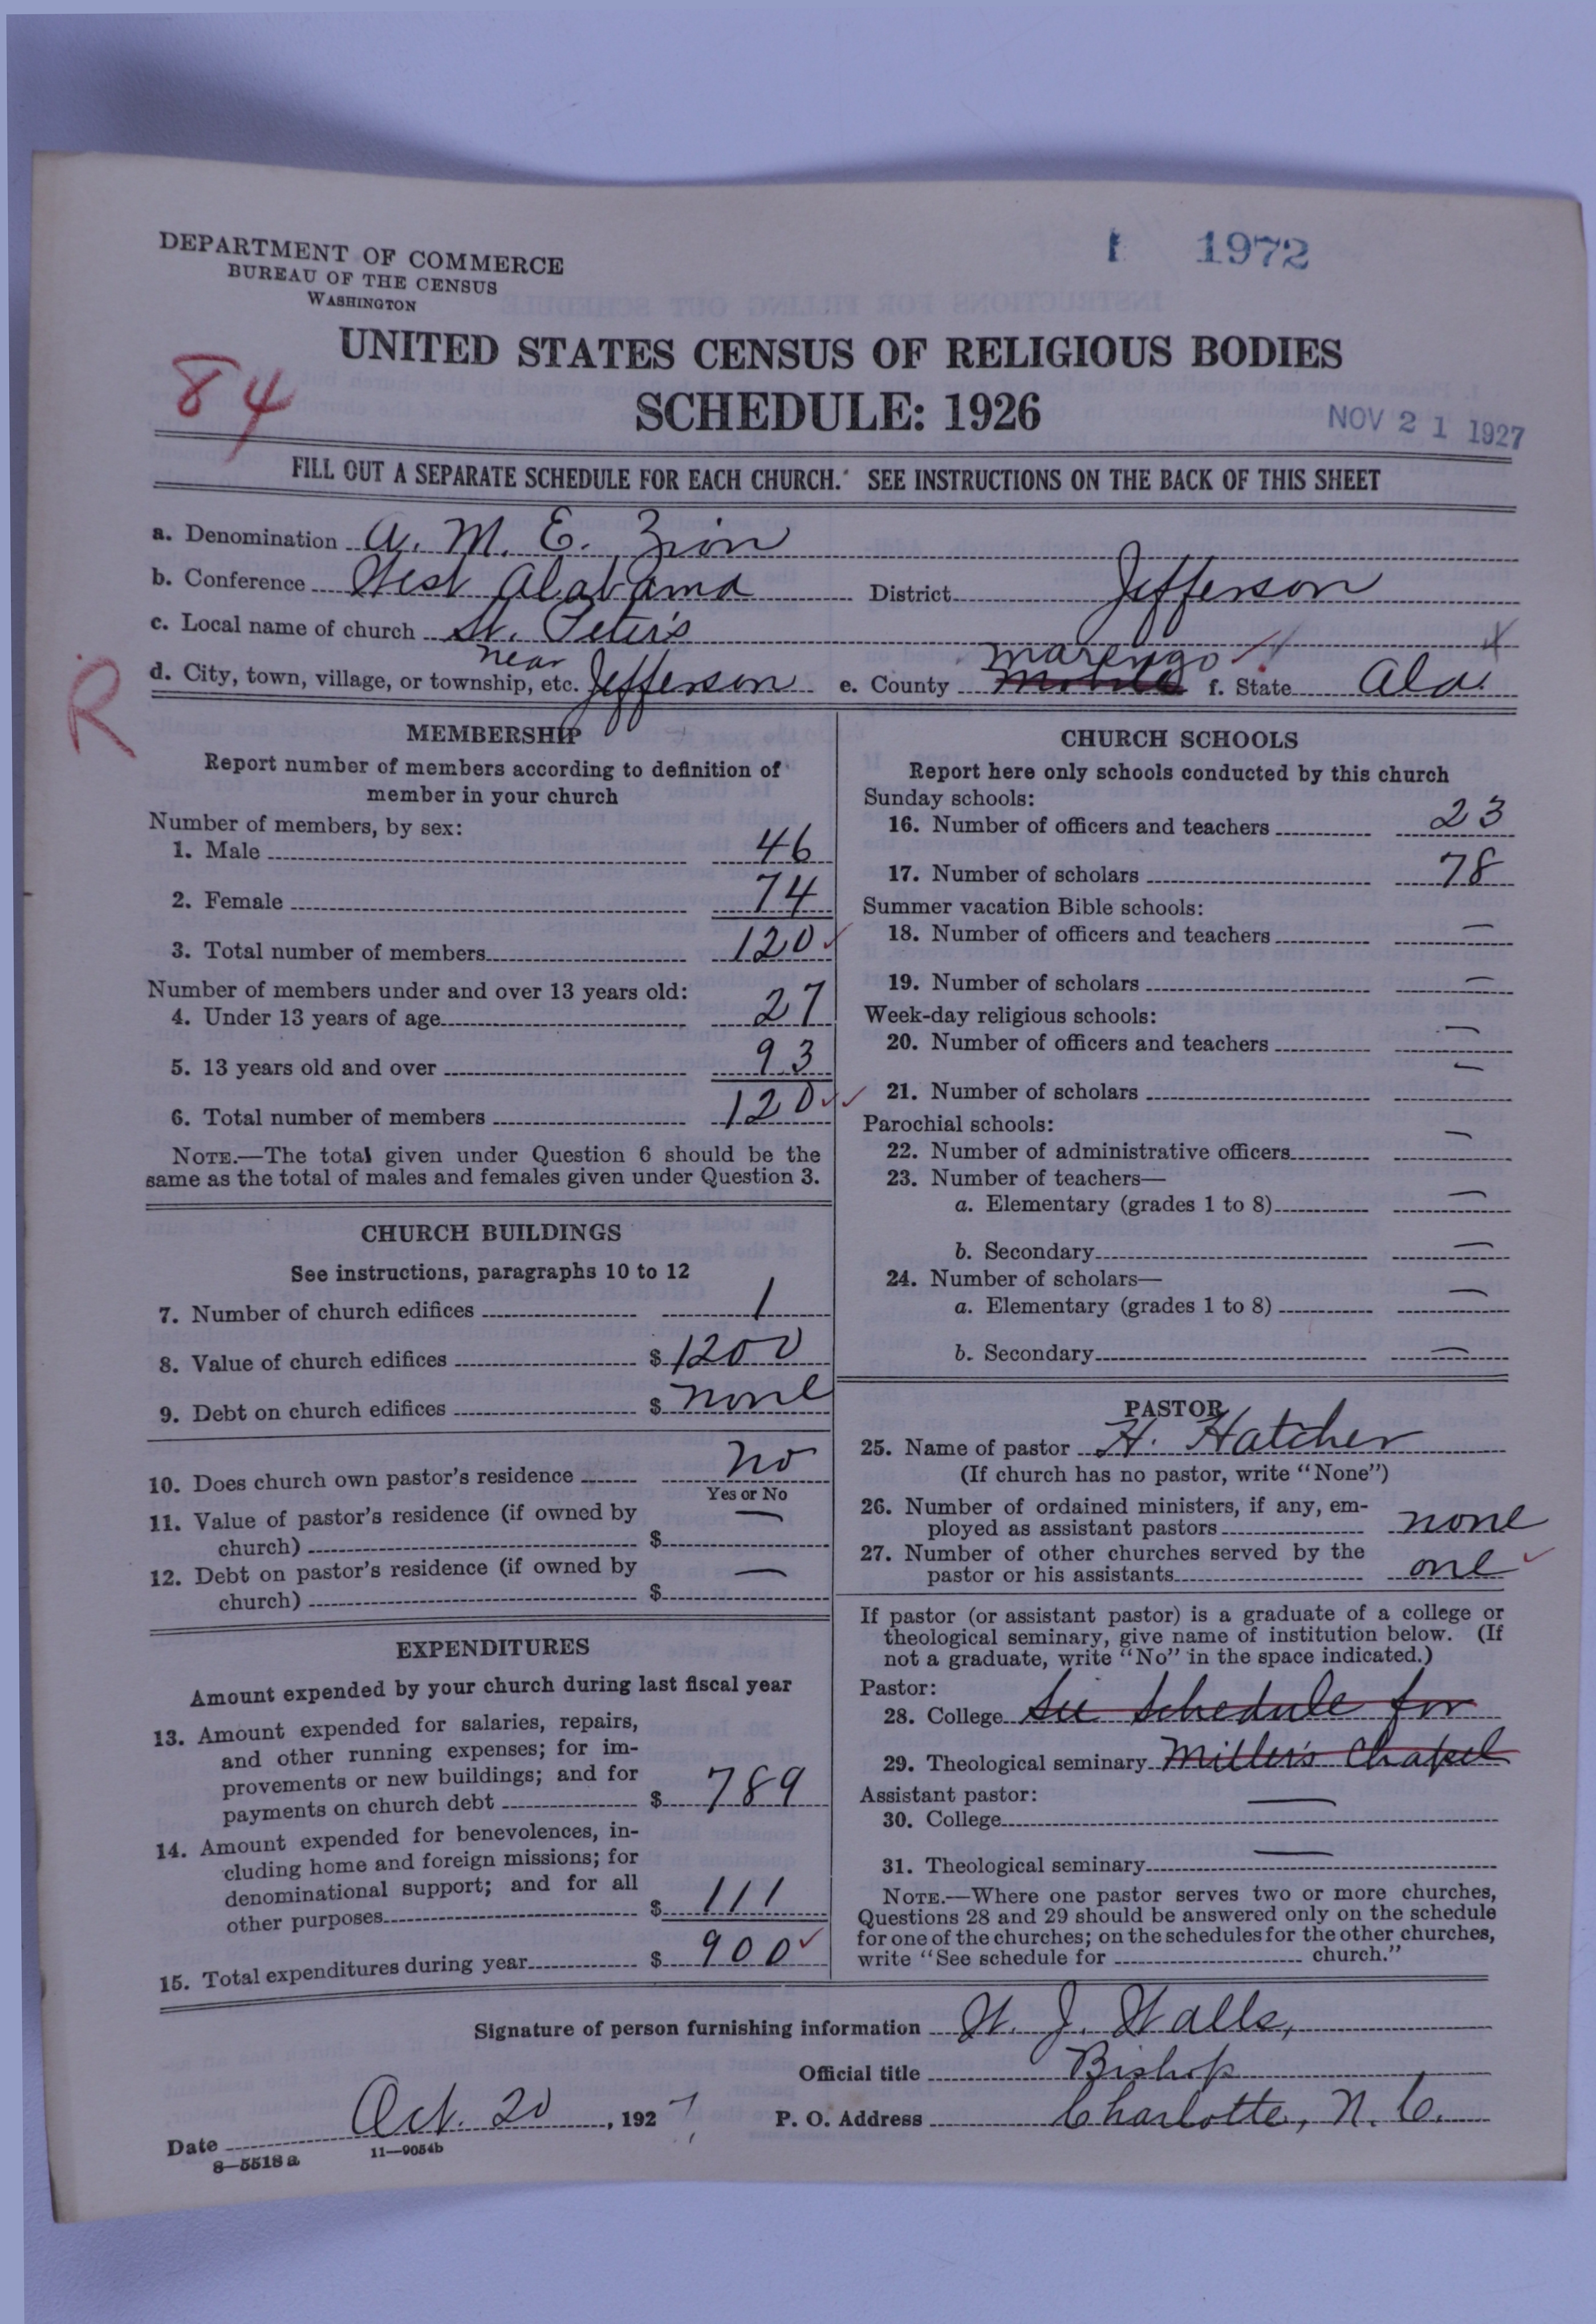 DEPARTMENT OF COMMERCE
BUREAU OF THE CENSUS
WASHINGTON
1 1972
UNITED STATES CENSUS OF RELIGIOUS BODIES
84
SCHEDULE: 1926
NOV 21 1927
FILL OUT A SEPARATE SCHEDULE FOR EACH CHURCH. SEE INSTRUCTIONS ON THE BACK OF THIS SHEET
a. Denomination A. M. E. Zion
b. Conference West Alabama District Jefferson
c. Local name of church St. Peter's
d. City, town, village, or township, etc. near Jefferson e. County Marengo Mobile f. State Ala.
R
MEMBERSHIP
Report number of members according to definition of
member in your church
Number of members, by sex:
1. Male 46
2. Female 74
3. Total number of members 120
Number of members under and over 13 years old:
4. Under 13 years of age 27
5. 13 years old and over 93
6. Total number of members 120
NOTE.—The total given under Question 6 should be the
same as the total of males and females given under Question 3.
CHURCH BUILDINGS
See instructions, paragraphs 10 to 12
7. Number of church edifices 1
8. Value of church edifices $ 1200
9. Debt on church edifices $ none
10. Does church own pastor's residence no
Yes or No
11. Value of pastor's residence (if owned by
church) $ —
12. Debt on pastor's residence (if owned by
church) $ —
EXPENDITURES
Amount expended by your church during last fiscal year
13. Amount expended for salaries, repairs,
and other running expenses; for im-
provements or new buildings; and for
payments on church debt $ 789
14. Amount expended for benevolences, in-
cluding home and foreign missions; for
denominational support; and for all
other purposes $ 111
15. Total expenditures during year $ 900
CHURCH SCHOOLS
Report here only schools conducted by this church
Sunday schools:
16. Number of officers and teachers 23
17. Number of scholars 78
Summer vacation Bible schools:
18. Number of officers and teachers —
19. Number of scholars —
Week-day religious schools:
20. Number of officers and teachers —
21. Number of scholars —
Parochial schools:
22. Number of administrative officers —
23. Number of teachers—
a. Elementary (grades 1 to 8) —
b. Secondary —
24. Number of scholars—
a. Elementary (grades 1 to 8) —
b. Secondary —
PASTOR
25. Name of pastor H. Hatcher
(If church has no pastor, write "None")
26. Number of ordained ministers, if any, em-
ployed as assistant pastors none
27. Number of other churches served by the
pastor or his assistants one
If pastor (or assistant pastor) is a graduate of a college or
theological seminary, give name of institution below. (If
not a graduate, write "No" in the space indicated.)
Pastor:
28. College See Schedule for
29. Theological seminary Miller's Chapel
Assistant pastor:
30. College —
31. Theological seminary —
NOTE.—Where one pastor serves two or more churches,
Questions 28 and 29 should be answered only on the schedule
for one of the churches; on the schedules for the other churches,
write "See schedule for church."
Signature of person furnishing information W. J. Walls,
Official title Bishop
Date Oct. 20, 1927 P. O. Address Charlotte, N. C.
8—5518a 11—9054b